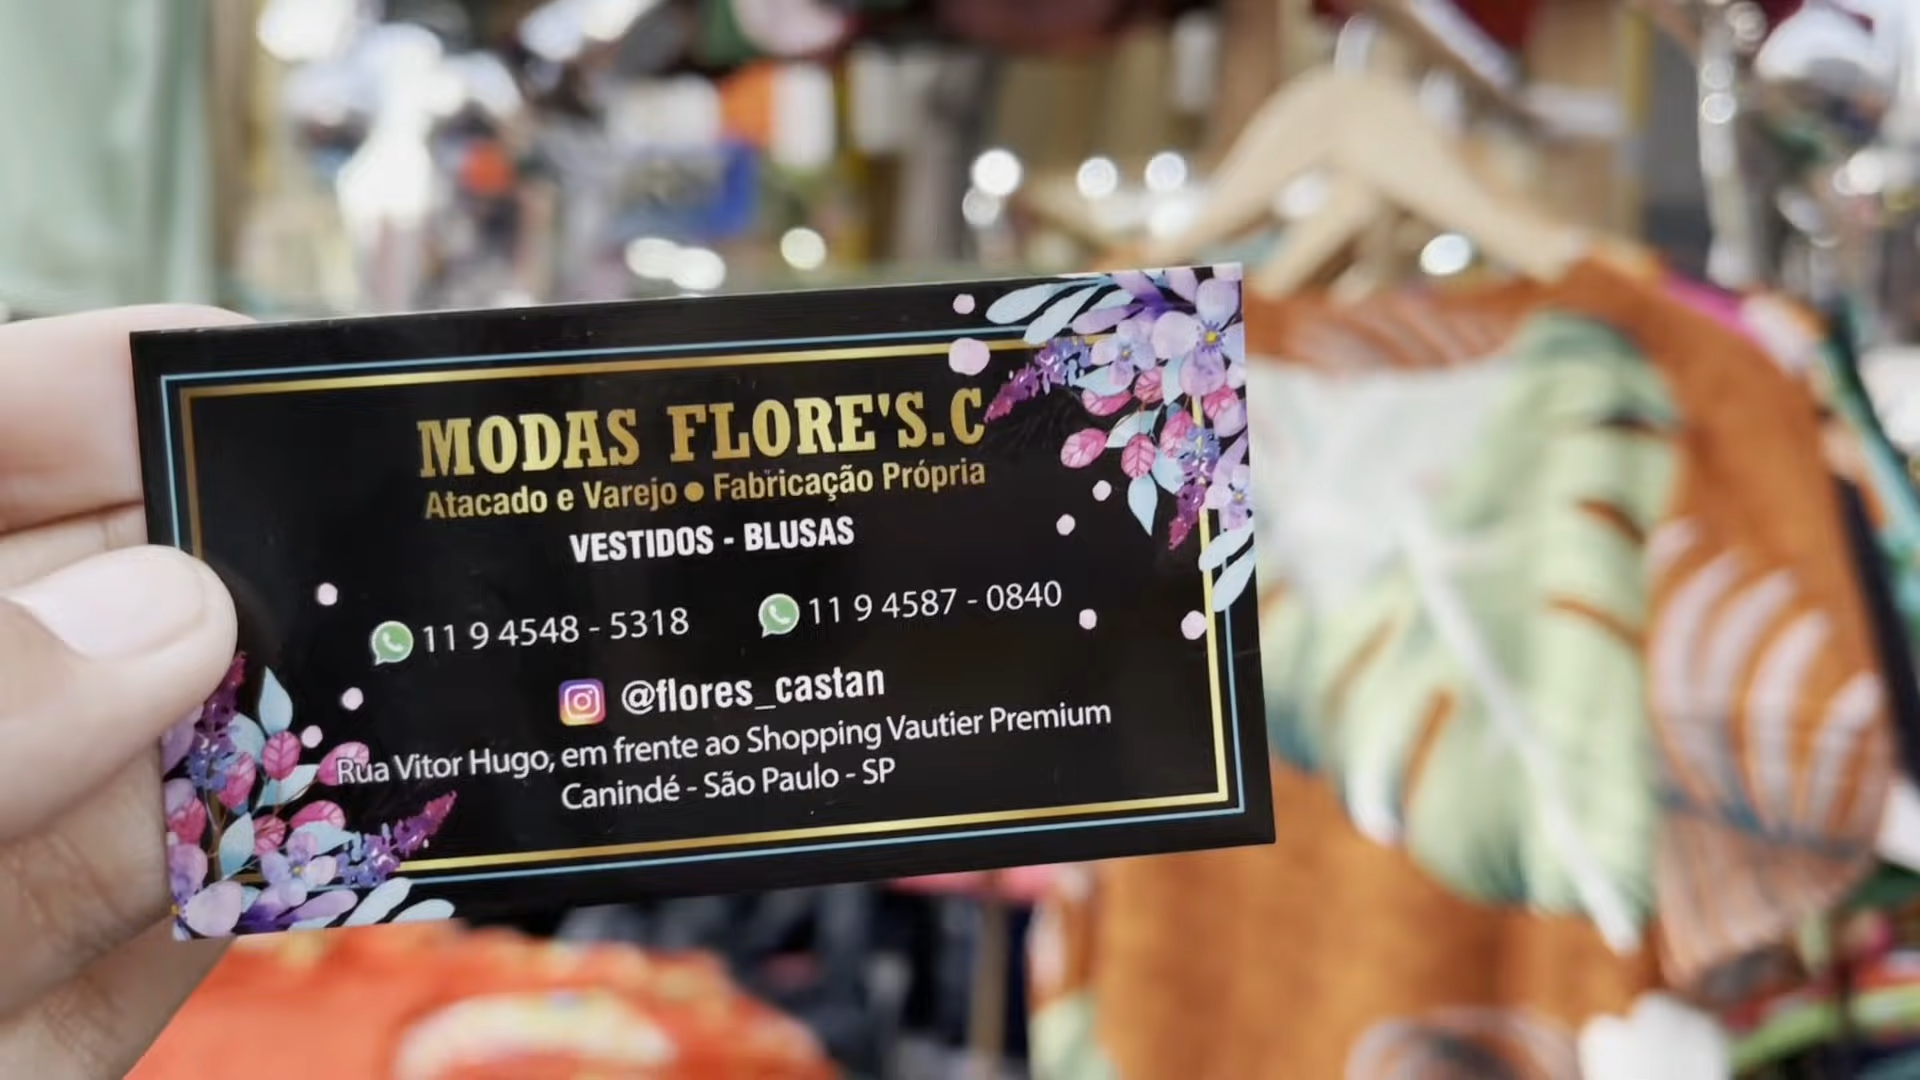 MODAS FLORE'S.C
Atacado e Varejo ● Fabricação Própria
VESTIDOS - BLUSAS
11 9 4548 - 5318 11 9 4587 - 0840
@flores_castan
Rua Vitor Hugo, em frente ao Shopping Vautier Premium
Canindé - São Paulo - SP